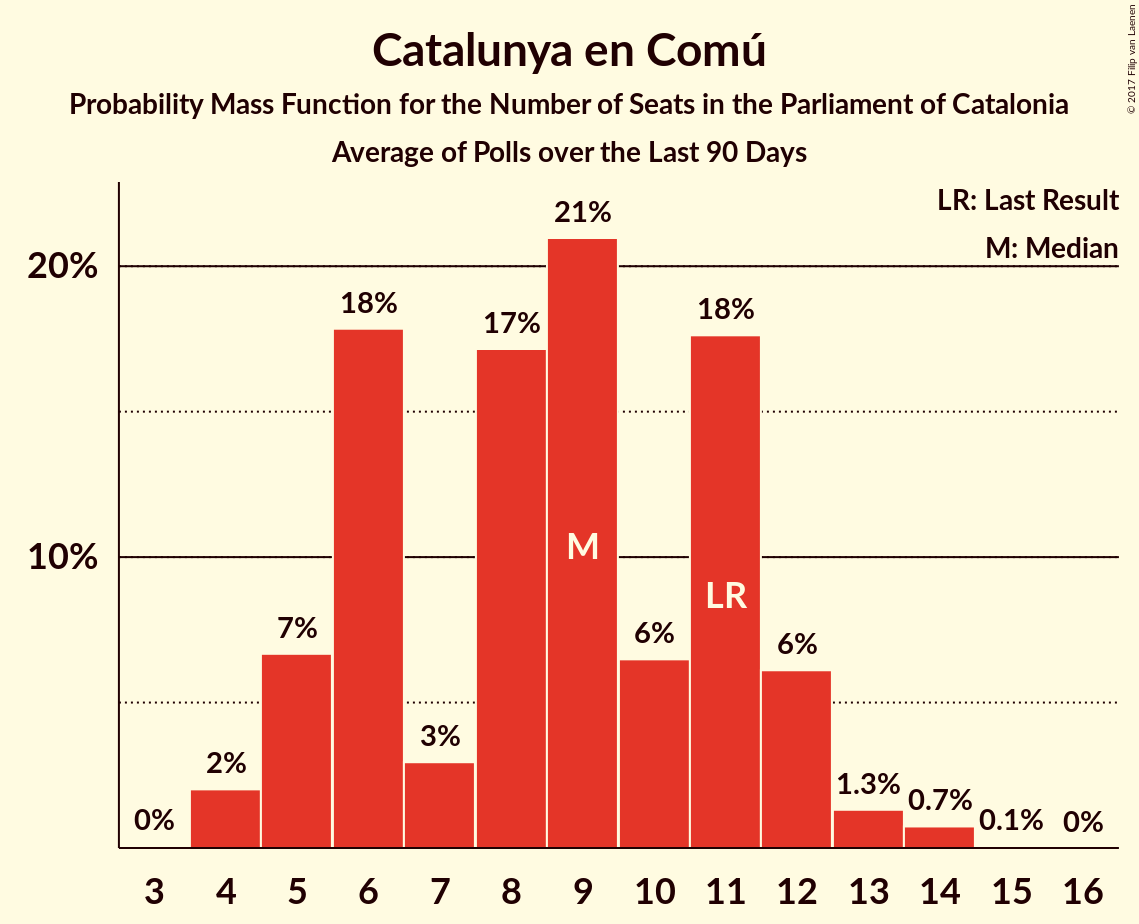 Catalunya en Comú
Probability Mass Function for the Number of Seats in the Parliament of Catalonia
Average of Polls over the Last 90 Days
© 2017 Filip van Laenen
LR: Last Result
M: Median
20%
10%
0%
2%
7%
18%
3%
17%
21%
6%
18%
6%
1.3%
0.7%
0.1%
0%
M
LR
3 4 5 6 7 8 9 10 11 12 13 14 15 16